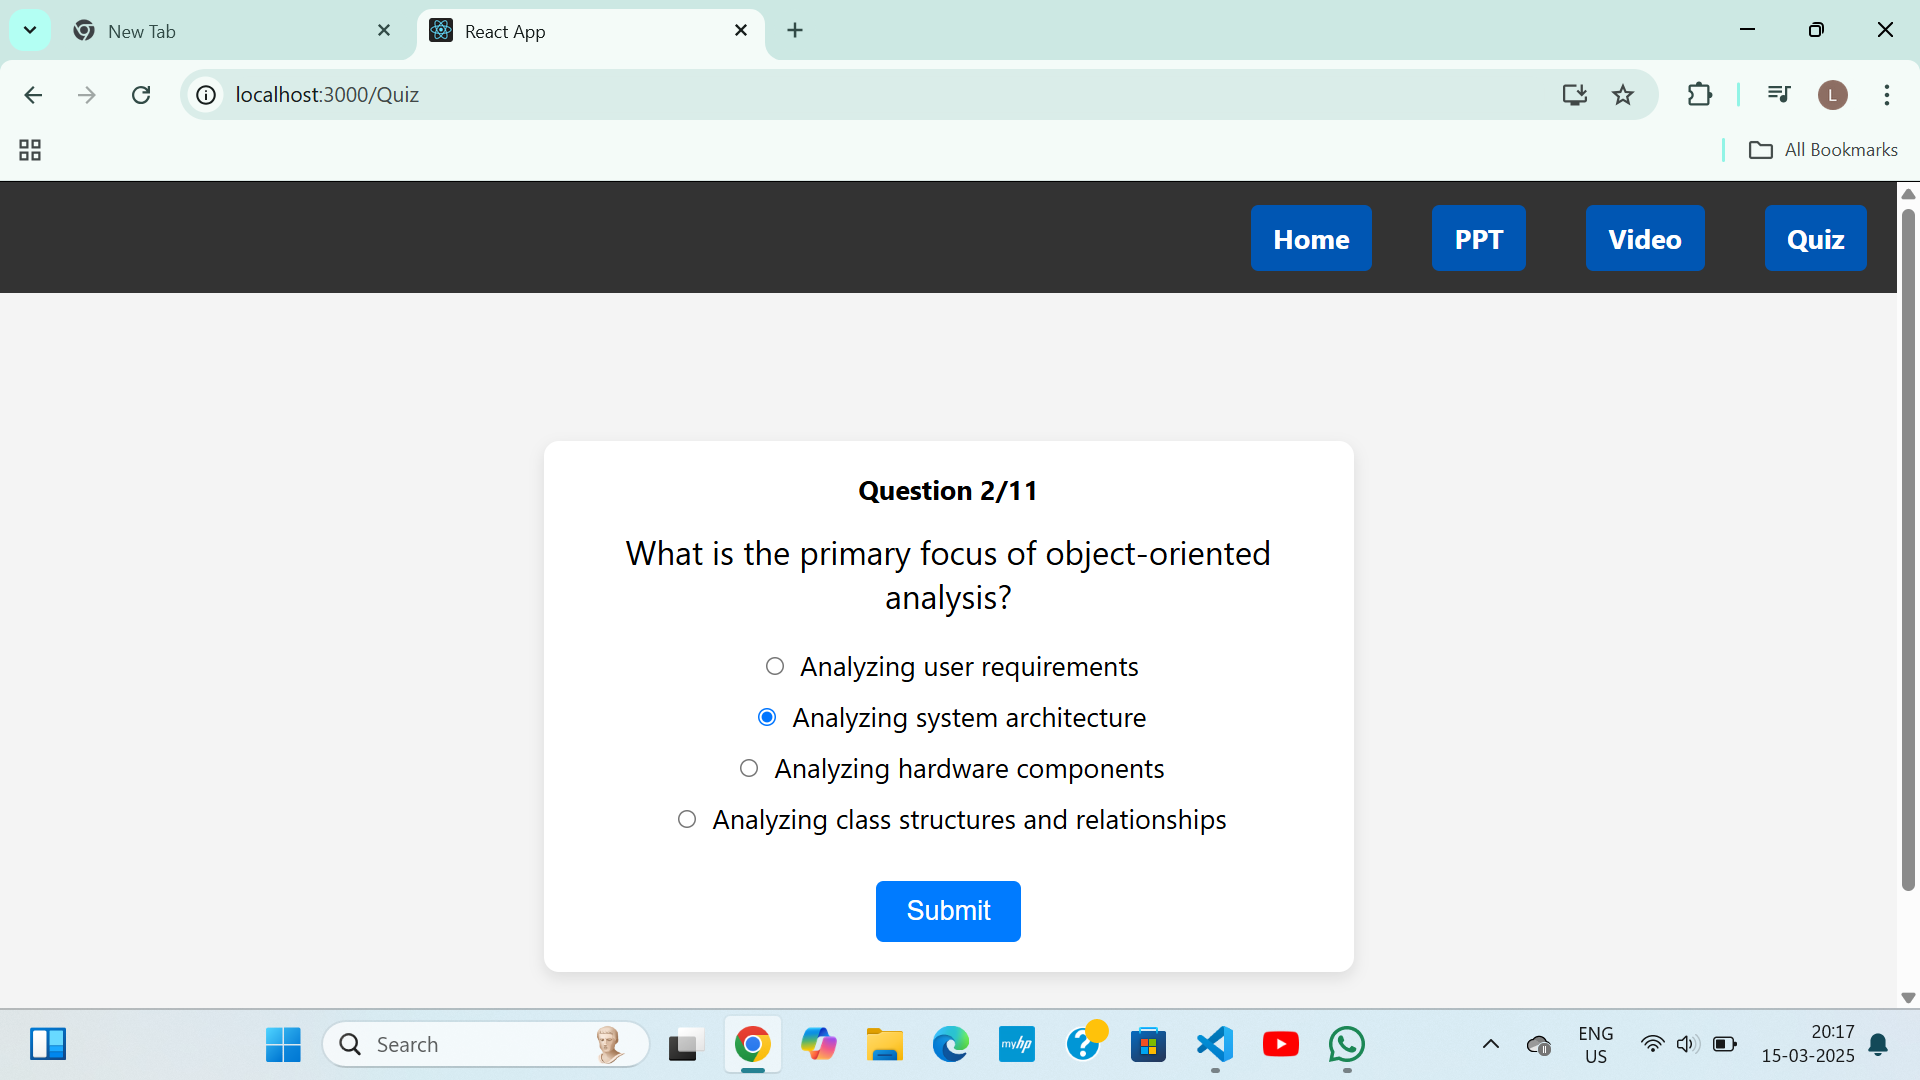 New Tab
React App
localhost:3000/Quiz
L
All Bookmarks
Home PPT Video Quiz
Question 2/11
What is the primary focus of object-oriented
analysis?
Analyzing user requirements
Analyzing system architecture
Analyzing hardware components
Analyzing class structures and relationships
Submit
Search
myhp
?
ENG
US
20:17
15-03-2025